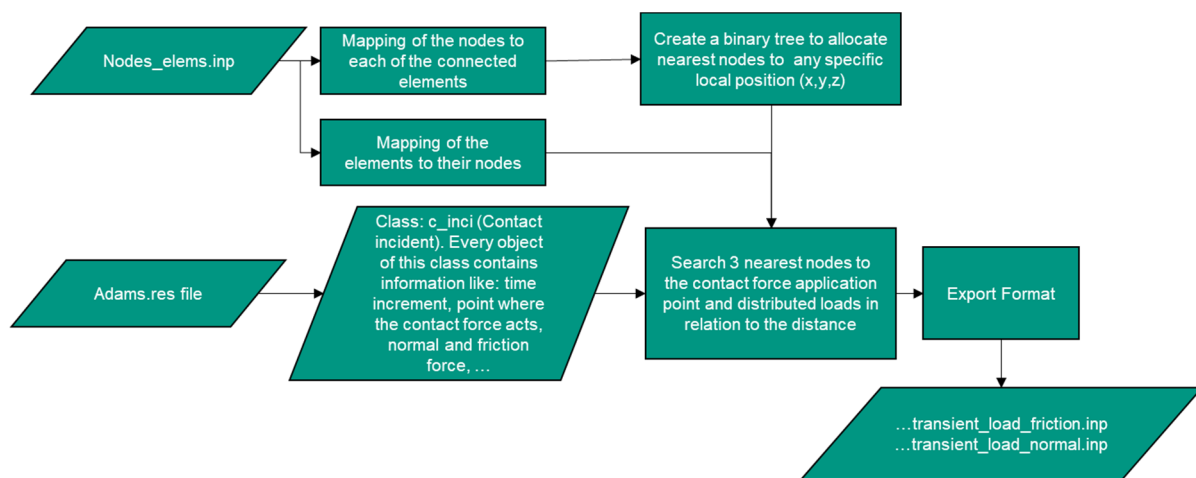 Nodes_elems.inp
Mapping of the nodes to
each of the connected
elements
Create a binary tree to allocate
nearest nodes to any specific
local position (x,y,z)
Mapping of the
elements to their nodes
Adams.res file
Class: c_inci (Contact
incident). Every object
of this class contains
information like: time
increment, point where
the contact force acts,
normal and friction
force, …
Search 3 nearest nodes to
the contact force application
point and distributed loads in
relation to the distance
Export Format
…transient_load_friction.inp
…transient_load_normal.inp